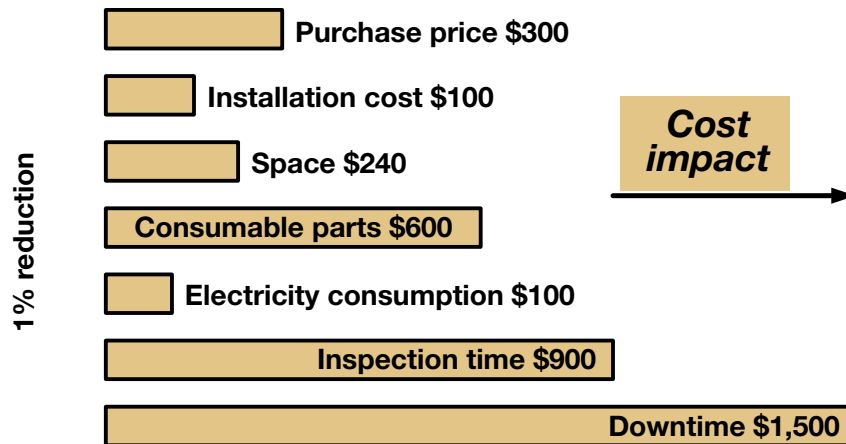 Purchase price $300
Installation cost $100
Space $240
Consumable parts $600
Electricity consumption $100
Inspection time $900
Downtime $1,500
1% reduction
Cost
impact